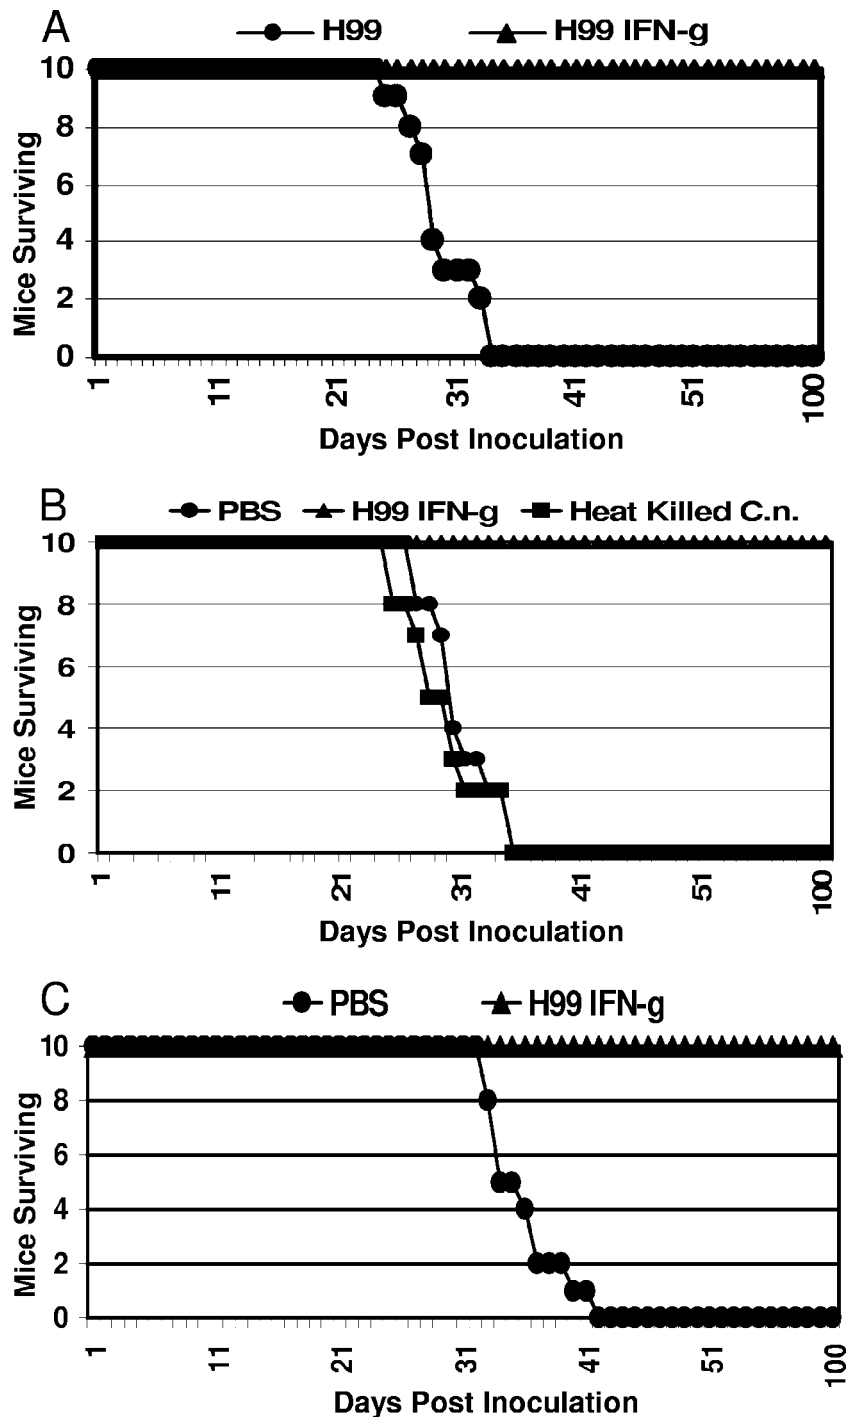 A
H99 H99 IFN-g
10
8
6
4
2
0
Mice Surviving
1 11 21 31 41 51 100
Days Post Inoculation
B
PBS H99 IFN-g Heat Killed C.n.
10
8
6
4
2
0
Mice Surviving
1 11 21 31 41 51 100
Days Post Inoculation
C
PBS H99 IFN-g
10
8
6
4
2
0
Mice Surviving
1 11 21 31 41 51 100
Days Post Inoculation